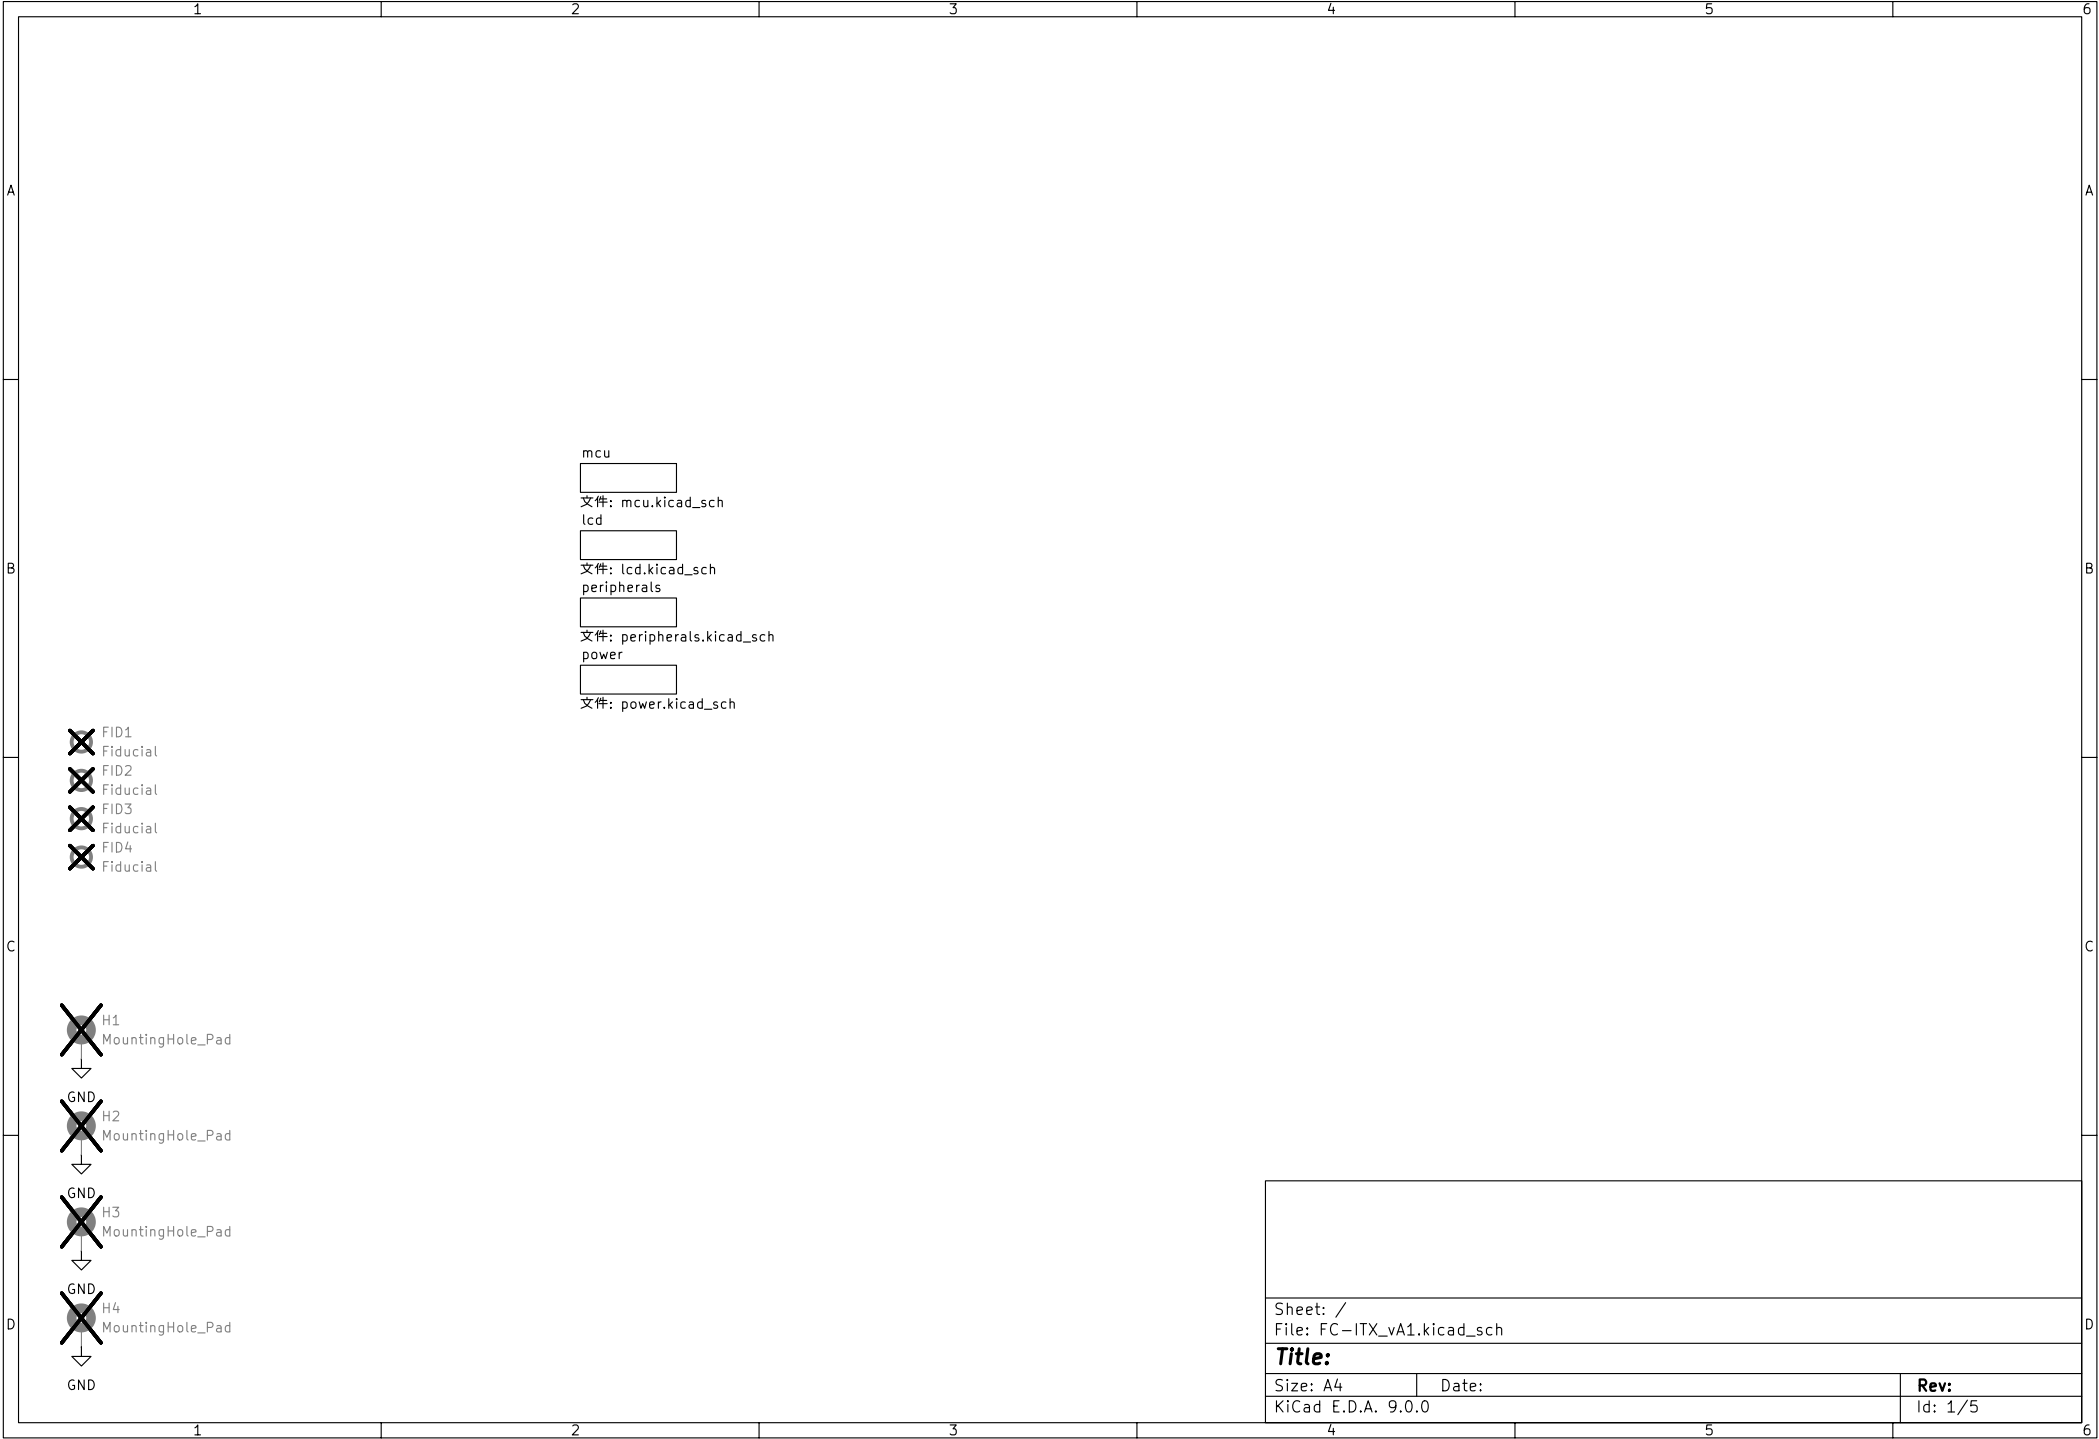 1 2 3 4 5 6
A A
mcu
文件: mcu.kicad_sch
lcd
文件: lcd.kicad_sch
B B
peripherals
文件: peripherals.kicad_sch
power
文件: power.kicad_sch
FID1
Fiducial
FID2
Fiducial
FID3
Fiducial
FID4
Fiducial
C C
H1
MountingHole_Pad
GND
H2
MountingHole_Pad
GND
H3
MountingHole_Pad
GND
H4
MountingHole_Pad
GND
D D
Sheet: /
File: FC-ITX_vA1.kicad_sch
Title:
Size: A4 Date: Rev:
KiCad E.D.A. 9.0.0 Id: 1/5
1 2 3 4 5 6